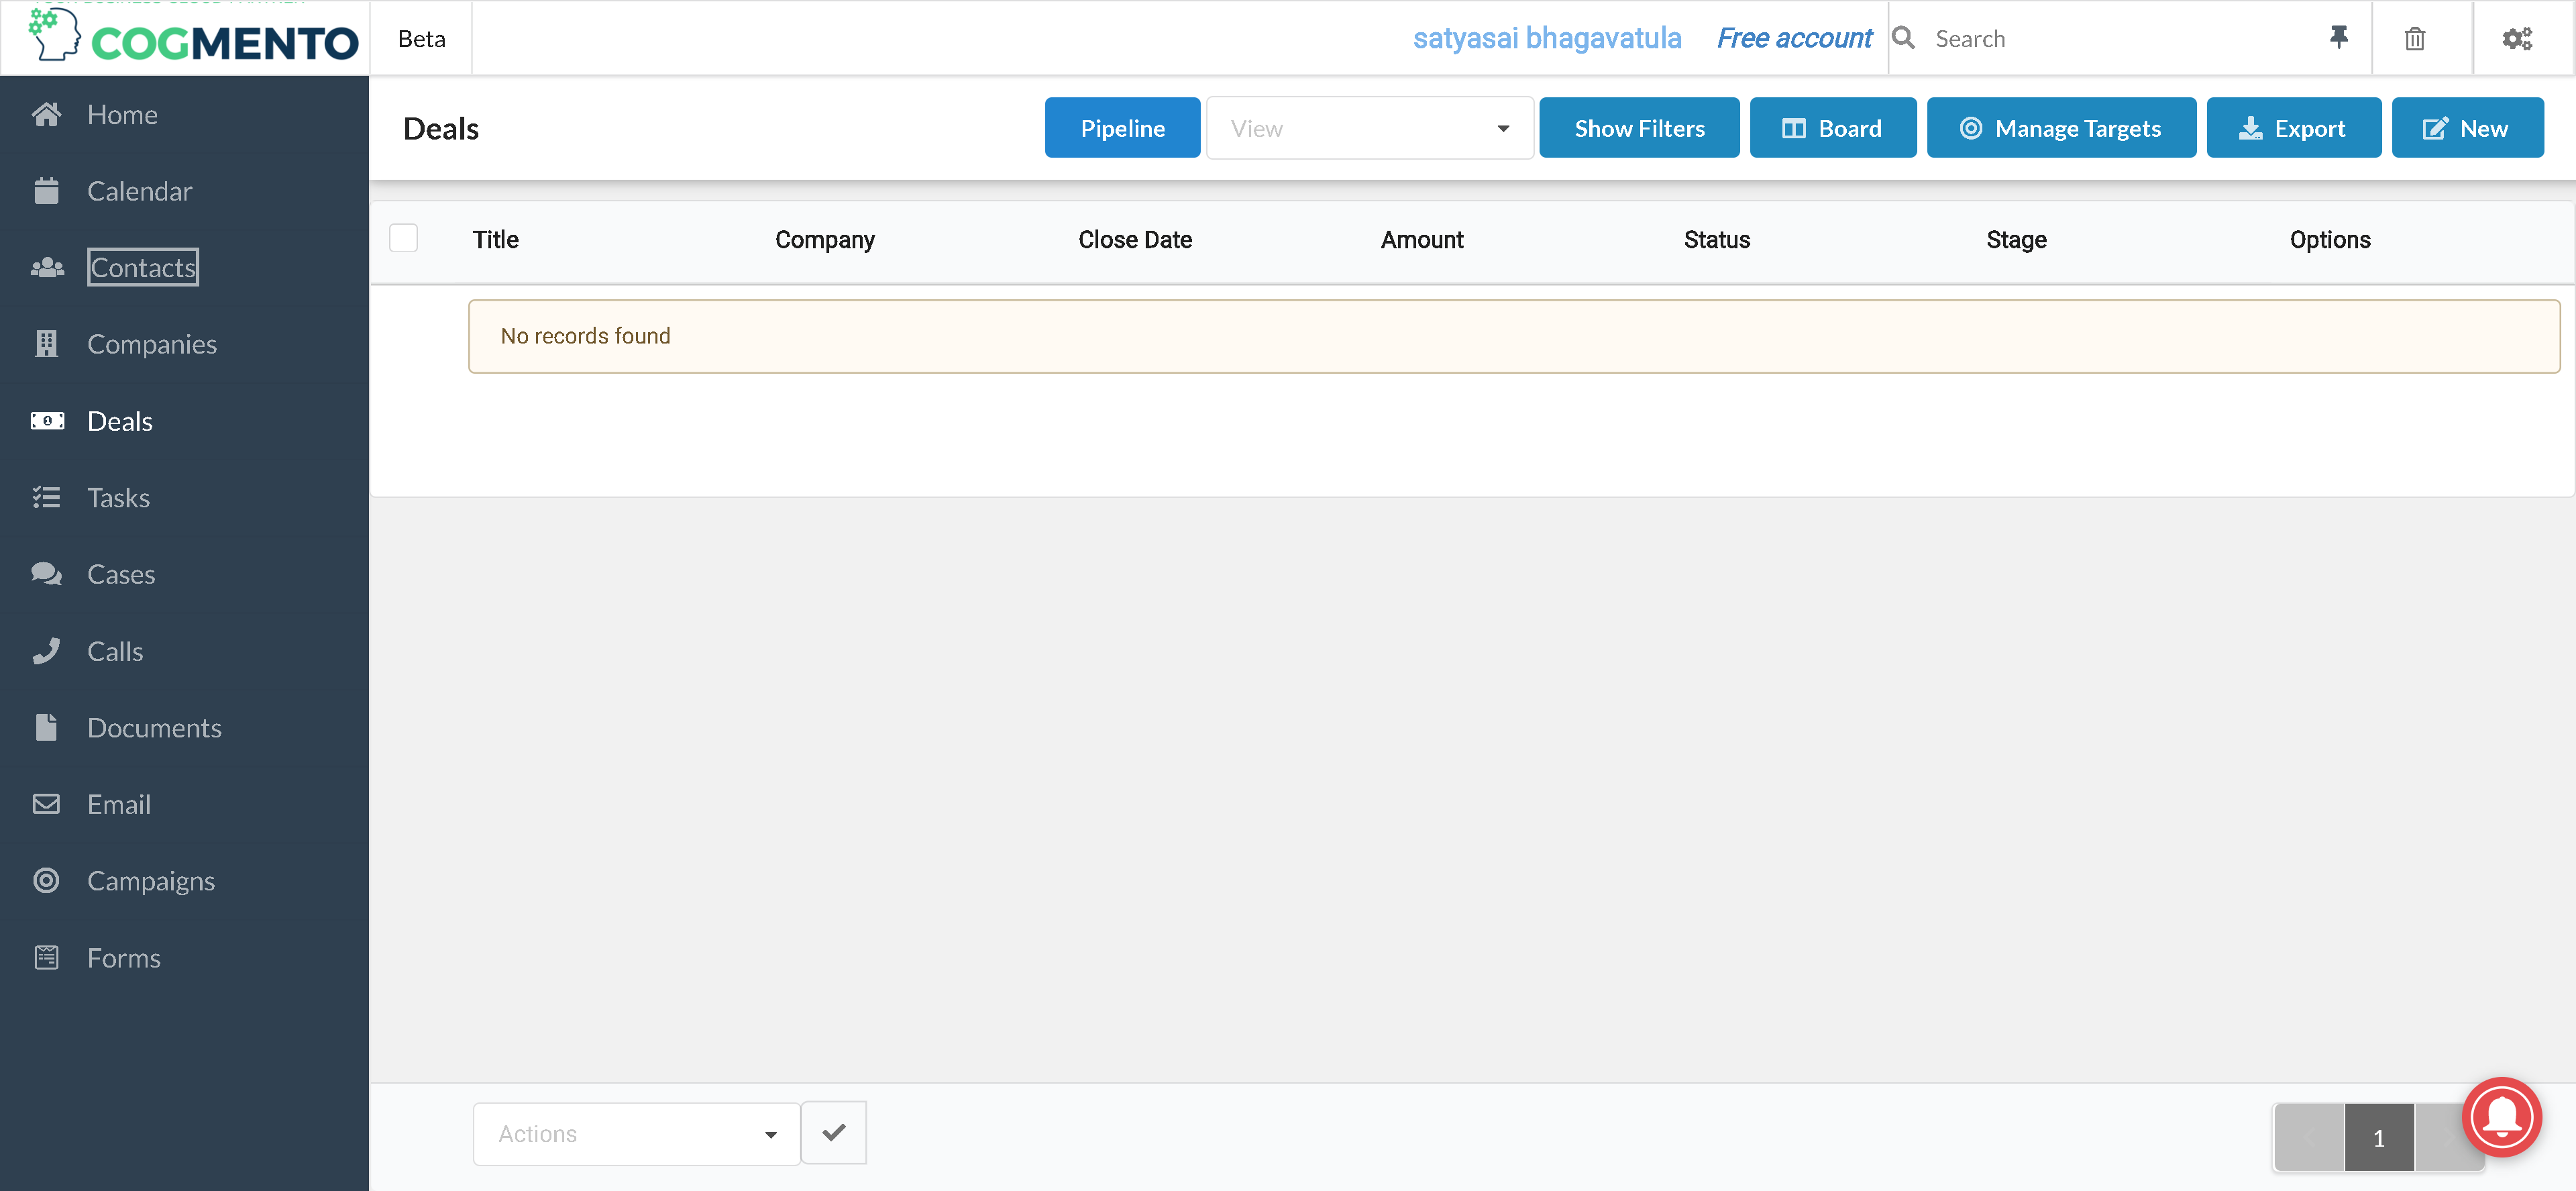 COGMENTO
Beta
satyasai bhagavatula
Free account
Search
Home
Calendar
Contacts
Companies
Deals
Tasks
Cases
Calls
Documents
Email
Campaigns
Forms
Deals
Pipeline
View
Show Filters
Board
Manage Targets
Export
New
Title
Company
Close Date
Amount
Status
Stage
Options
No records found
Actions
1